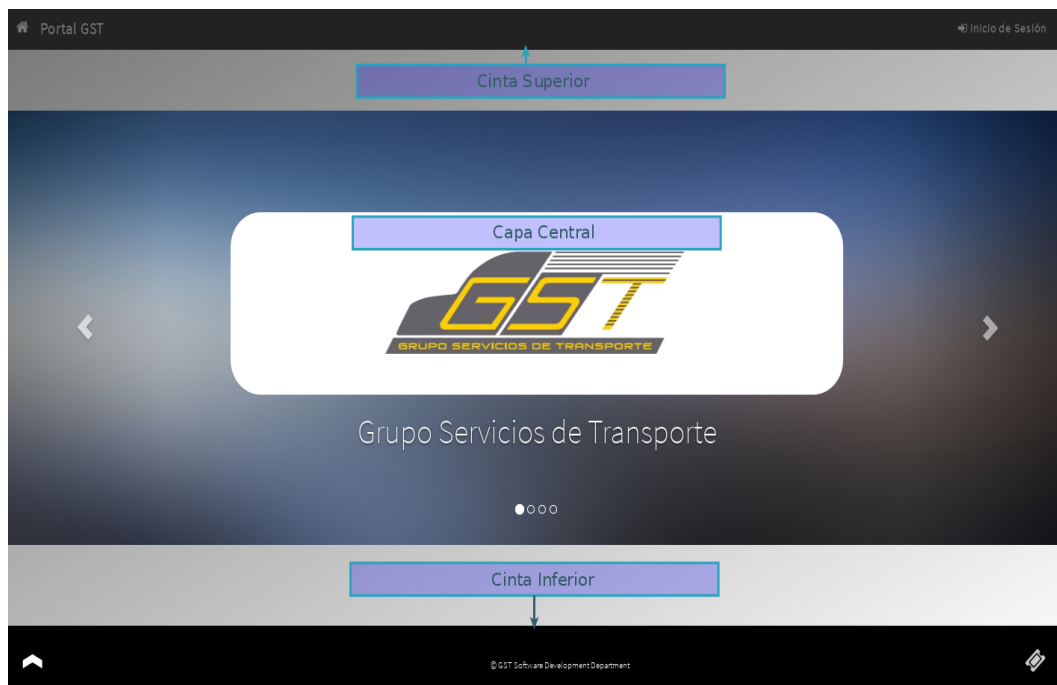 Portal GST
Inicio de Sesión
Cinta Superior
Capa Central
GST
GRUPO SERVICIOS DE TRANSPORTE
Grupo Servicios de Transporte
Cinta Inferior
© GST Software Development Department